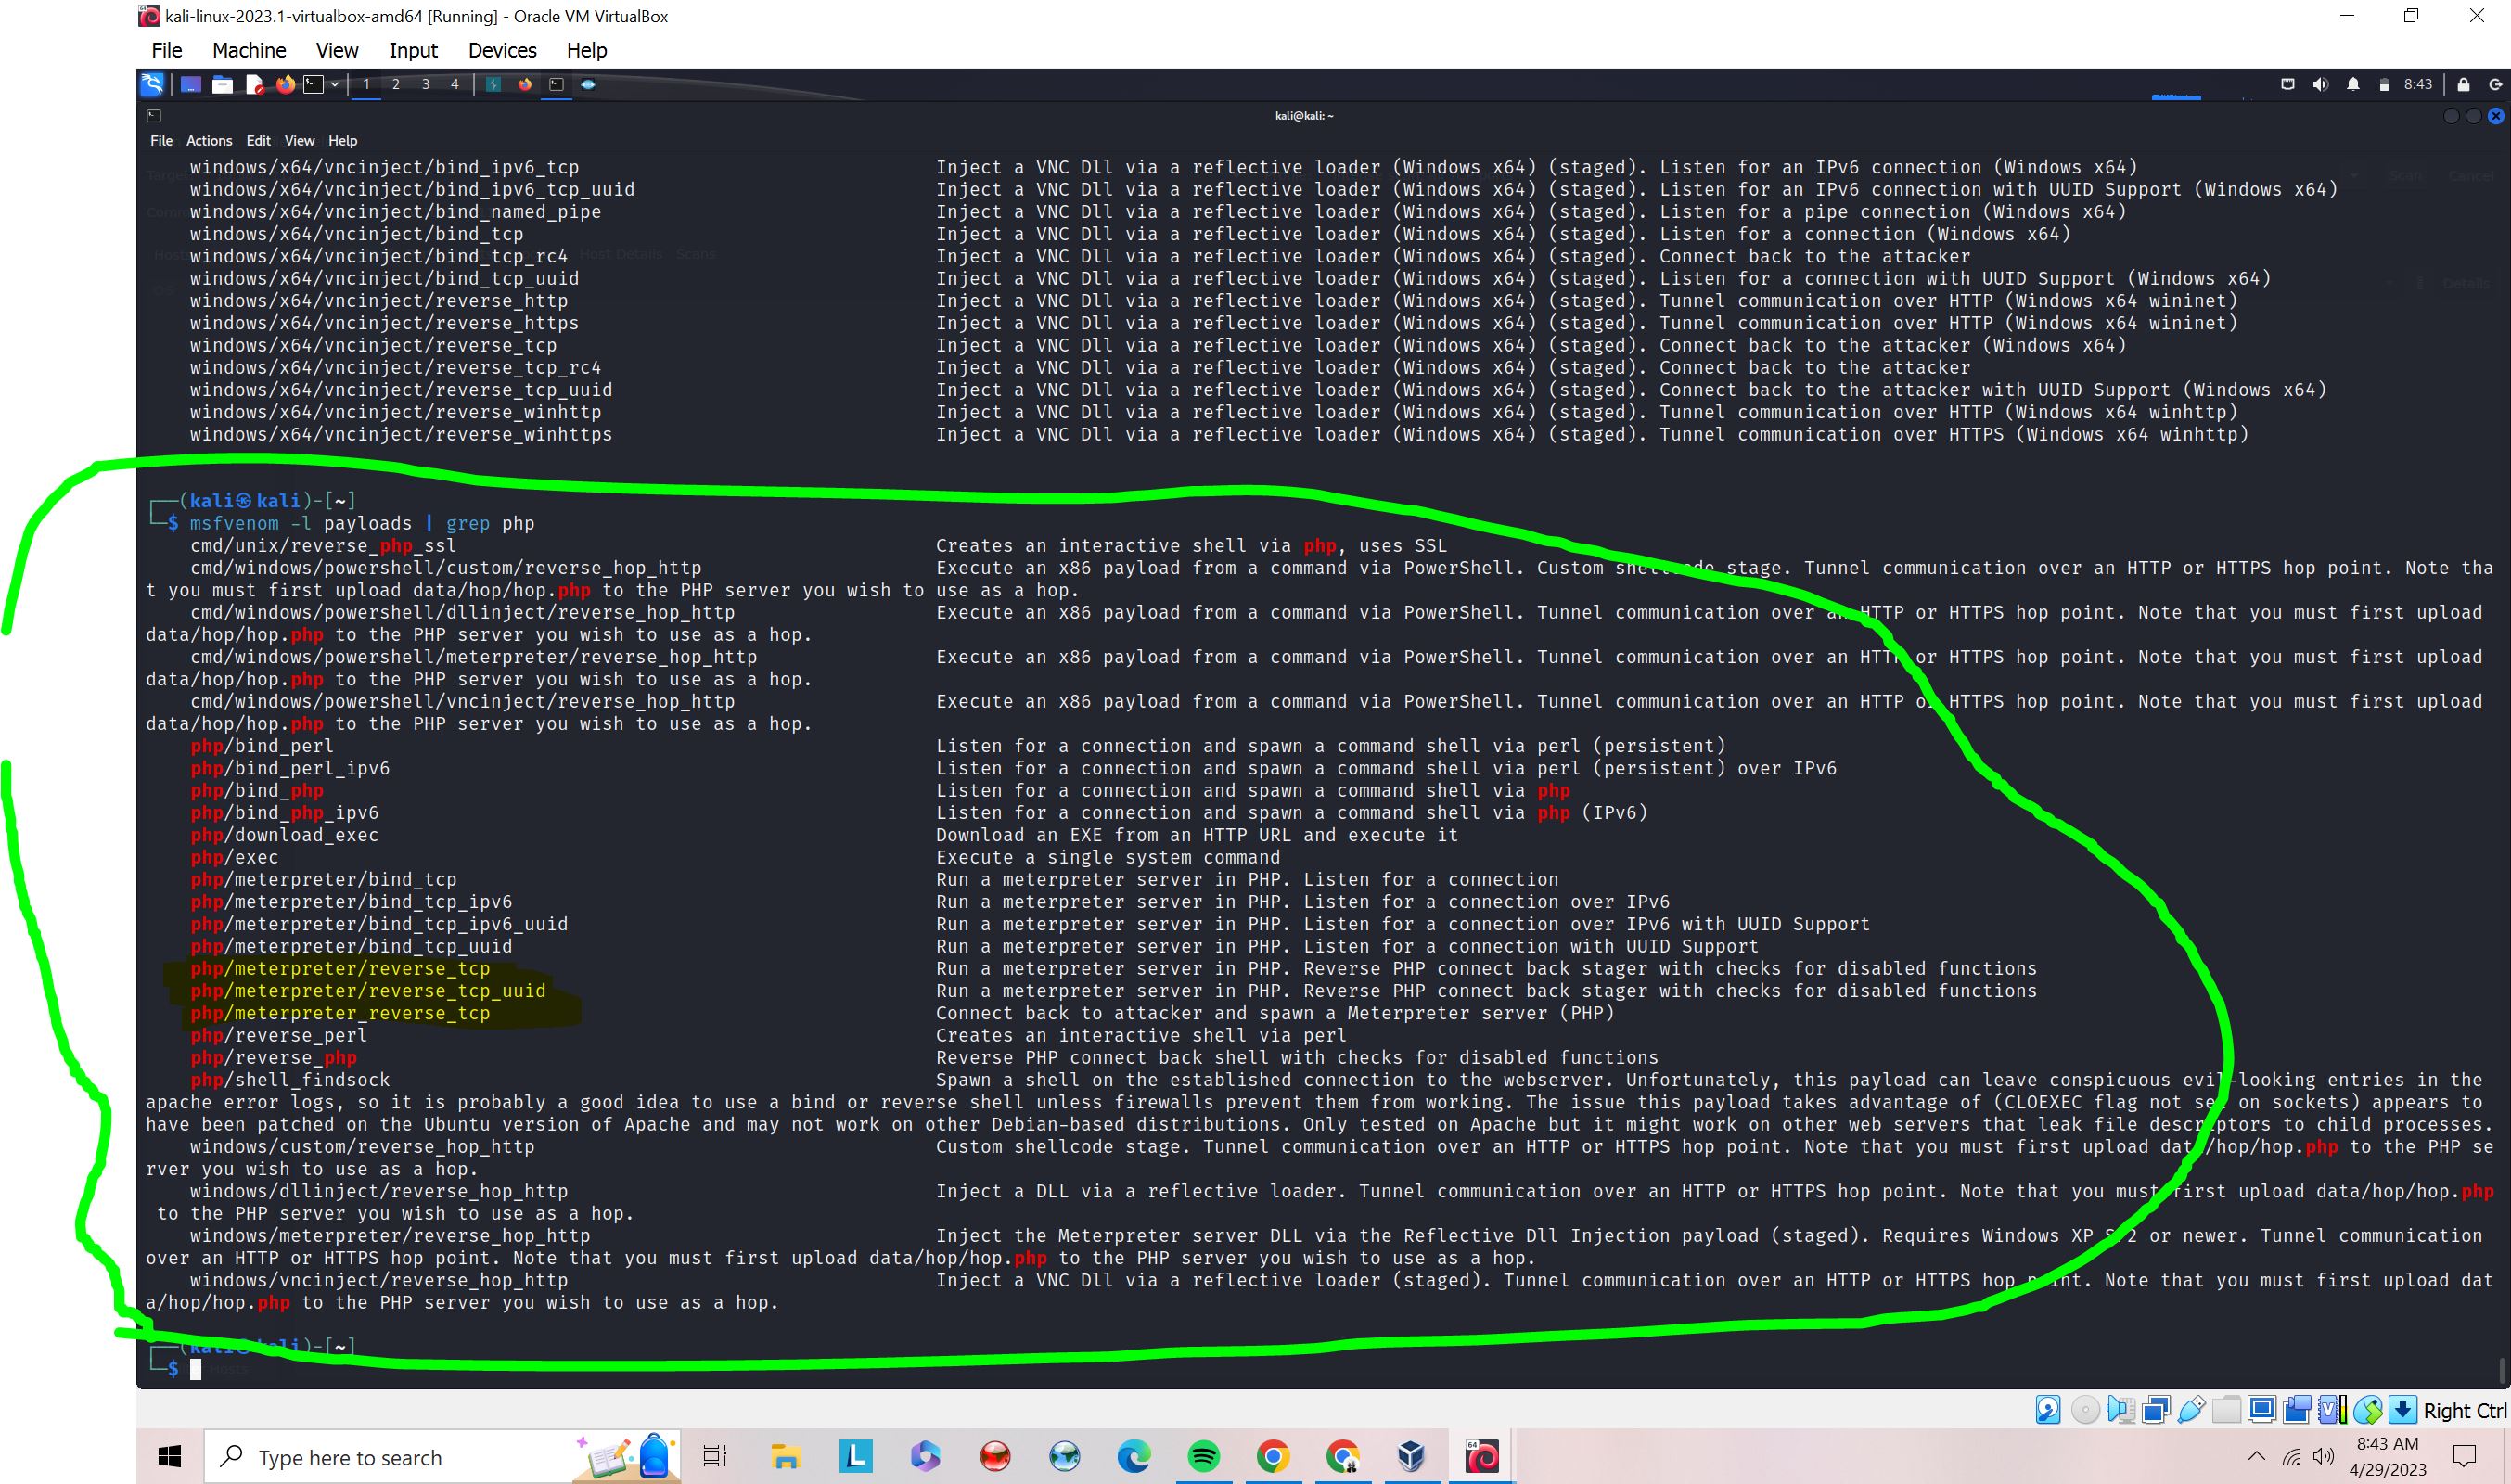 kali-linux-2023.1-virtualbox-amd64 [Running] - Oracle VM VirtualBox
File Machine View Input Devices Help
1 2 3 4 8:43
kali@kali: ~
File Actions Edit View Help
windows/x64/vncinject/bind_ipv6_tcp Inject a VNC Dll via a reflective loader (Windows x64) (staged). Listen for an IPv6 connection (Windows x64)
windows/x64/vncinject/bind_ipv6_tcp_uuid Inject a VNC Dll via a reflective loader (Windows x64) (staged). Listen for an IPv6 connection with UUID Support (Windows x64)
windows/x64/vncinject/bind_named_pipe Inject a VNC Dll via a reflective loader (Windows x64) (staged). Listen for a pipe connection (Windows x64)
windows/x64/vncinject/bind_tcp Inject a VNC Dll via a reflective loader (Windows x64) (staged). Listen for a connection (Windows x64)
windows/x64/vncinject/bind_tcp_rc4 Inject a VNC Dll via a reflective loader (Windows x64) (staged). Connect back to the attacker
windows/x64/vncinject/bind_tcp_uuid Inject a VNC Dll via a reflective loader (Windows x64) (staged). Listen for a connection with UUID Support (Windows x64)
windows/x64/vncinject/reverse_http Inject a VNC Dll via a reflective loader (Windows x64) (staged). Tunnel communication over HTTP (Windows x64 wininet)
windows/x64/vncinject/reverse_https Inject a VNC Dll via a reflective loader (Windows x64) (staged). Tunnel communication over HTTP (Windows x64 wininet)
windows/x64/vncinject/reverse_tcp Inject a VNC Dll via a reflective loader (Windows x64) (staged). Connect back to the attacker (Windows x64)
windows/x64/vncinject/reverse_tcp_rc4 Inject a VNC Dll via a reflective loader (Windows x64) (staged). Connect back to the attacker
windows/x64/vncinject/reverse_tcp_uuid Inject a VNC Dll via a reflective loader (Windows x64) (staged). Connect back to the attacker with UUID Support (Windows x64)
windows/x64/vncinject/reverse_winhttp Inject a VNC Dll via a reflective loader (Windows x64) (staged). Tunnel communication over HTTP (Windows x64 winhttp)
windows/x64/vncinject/reverse_winhttps Inject a VNC Dll via a reflective loader (Windows x64) (staged). Tunnel communication over HTTPS (Windows x64 winhttp)
┌──(kali㉿kali)-[~]
└─$ msfvenom -l payloads | grep php
cmd/unix/reverse_php_ssl Creates an interactive shell via php, uses SSL
cmd/windows/powershell/custom/reverse_hop_http Execute an x86 payload from a command via PowerShell. Custom shellcode stage. Tunnel communication over an HTTP or HTTPS hop point. Note tha
t you must first upload data/hop/hop.php to the PHP server you wish to use as a hop.
cmd/windows/powershell/dllinject/reverse_hop_http Execute an x86 payload from a command via PowerShell. Tunnel communication over an HTTP or HTTPS hop point. Note that you must first upload
data/hop/hop.php to the PHP server you wish to use as a hop.
cmd/windows/powershell/meterpreter/reverse_hop_http Execute an x86 payload from a command via PowerShell. Tunnel communication over an HTTP or HTTPS hop point. Note that you must first upload
data/hop/hop.php to the PHP server you wish to use as a hop.
cmd/windows/powershell/vncinject/reverse_hop_http Execute an x86 payload from a command via PowerShell. Tunnel communication over an HTTP or HTTPS hop point. Note that you must first upload
data/hop/hop.php to the PHP server you wish to use as a hop.
php/bind_perl Listen for a connection and spawn a command shell via perl (persistent)
php/bind_perl_ipv6 Listen for a connection and spawn a command shell via perl (persistent) over IPv6
php/bind_php Listen for a connection and spawn a command shell via php
php/bind_php_ipv6 Listen for a connection and spawn a command shell via php (IPv6)
php/download_exec Download an EXE from an HTTP URL and execute it
php/exec Execute a single system command
php/meterpreter/bind_tcp Run a meterpreter server in PHP. Listen for a connection
php/meterpreter/bind_tcp_ipv6 Run a meterpreter server in PHP. Listen for a connection over IPv6
php/meterpreter/bind_tcp_ipv6_uuid Run a meterpreter server in PHP. Listen for a connection over IPv6 with UUID Support
php/meterpreter/bind_tcp_uuid Run a meterpreter server in PHP. Listen for a connection with UUID Support
php/meterpreter/reverse_tcp Run a meterpreter server in PHP. Reverse PHP connect back stager with checks for disabled functions
php/meterpreter/reverse_tcp_uuid Run a meterpreter server in PHP. Reverse PHP connect back stager with checks for disabled functions
php/meterpreter_reverse_tcp Connect back to attacker and spawn a Meterpreter server (PHP)
php/reverse_perl Creates an interactive shell via perl
php/reverse_php Reverse PHP connect back shell with checks for disabled functions
php/shell_findsock Spawn a shell on the established connection to the webserver. Unfortunately, this payload can leave conspicuous evil-looking entries in the
apache error logs, so it is probably a good idea to use a bind or reverse shell unless firewalls prevent them from working. The issue this payload takes advantage of (CLOEXEC flag not set on sockets) appears to
have been patched on the Ubuntu version of Apache and may not work on other Debian-based distributions. Only tested on Apache but it might work on other web servers that leak file descriptors to child processes.
windows/custom/reverse_hop_http Custom shellcode stage. Tunnel communication over an HTTP or HTTPS hop point. Note that you must first upload data/hop/hop.php to the PHP se
rver you wish to use as a hop.
windows/dllinject/reverse_hop_http Inject a DLL via a reflective loader. Tunnel communication over an HTTP or HTTPS hop point. Note that you must first upload data/hop/hop.php
to the PHP server you wish to use as a hop.
windows/meterpreter/reverse_hop_http Inject the Meterpreter server DLL via the Reflective Dll Injection payload (staged). Requires Windows XP SP2 or newer. Tunnel communication
over an HTTP or HTTPS hop point. Note that you must first upload data/hop/hop.php to the PHP server you wish to use as a hop.
windows/vncinject/reverse_hop_http Inject a VNC Dll via a reflective loader (staged). Tunnel communication over an HTTP or HTTPS hop point. Note that you must first upload dat
a/hop/hop.php to the PHP server you wish to use as a hop.
┌──(kali㉿kali)-[~]
└─$
Right Ctrl
Type here to search
8:43 AM
4/29/2023